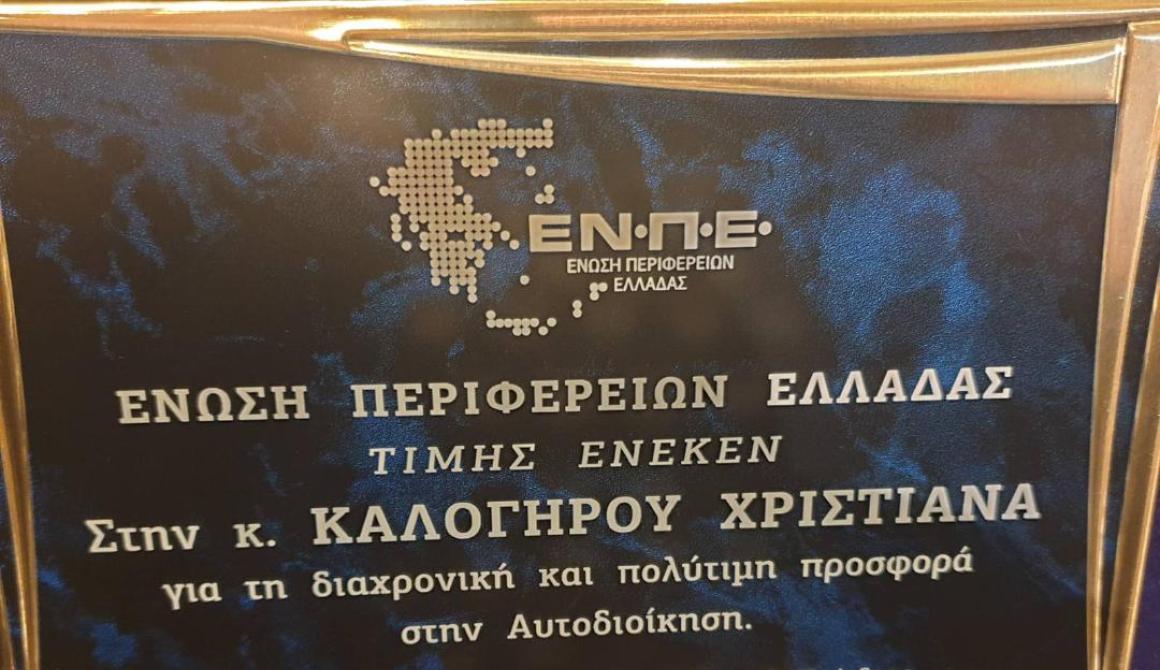 ΕΝ·Π·Ε·
ΕΝΩΣΗ ΠΕΡΙΦΕΡΕΙΩΝ
ΕΛΛΑΔΑΣ
ΕΝΩΣΗ ΠΕΡΙΦΕΡΕΙΩΝ ΕΛΛΑΔΑΣ
ΤΙΜΗΣ ΕΝΕΚΕΝ
Στην κ. ΚΑΛΟΓΗΡΟΥ ΧΡΙΣΤΙΑΝΑ
για τη διαχρονική και πολύτιμη προσφορά
στην Αυτοδιοίκηση.